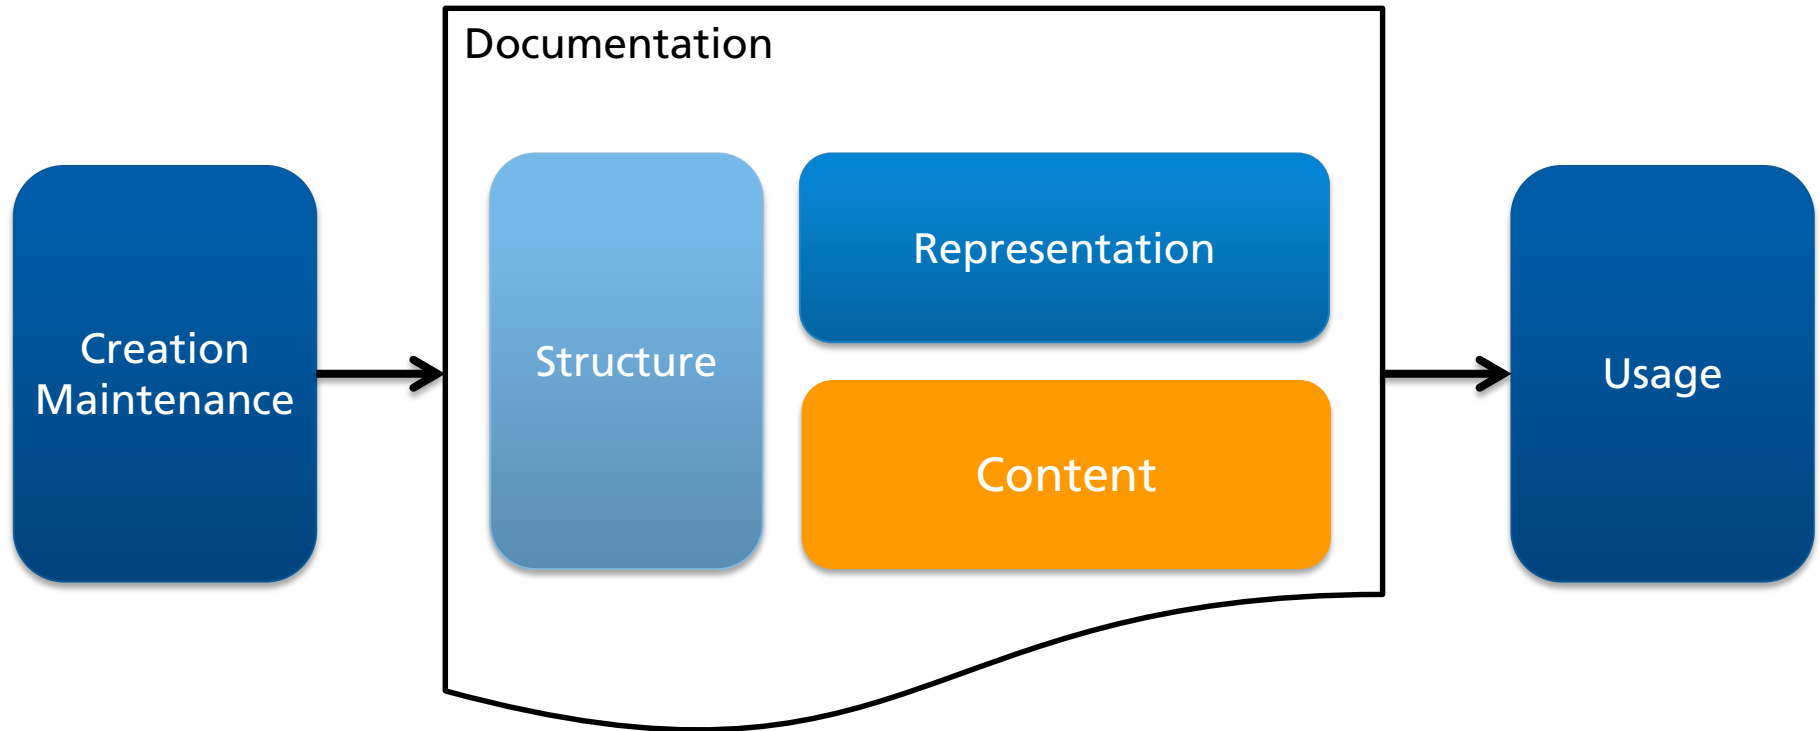 Documentation
Creation
Maintenance
Structure
Representation
Content
Usage